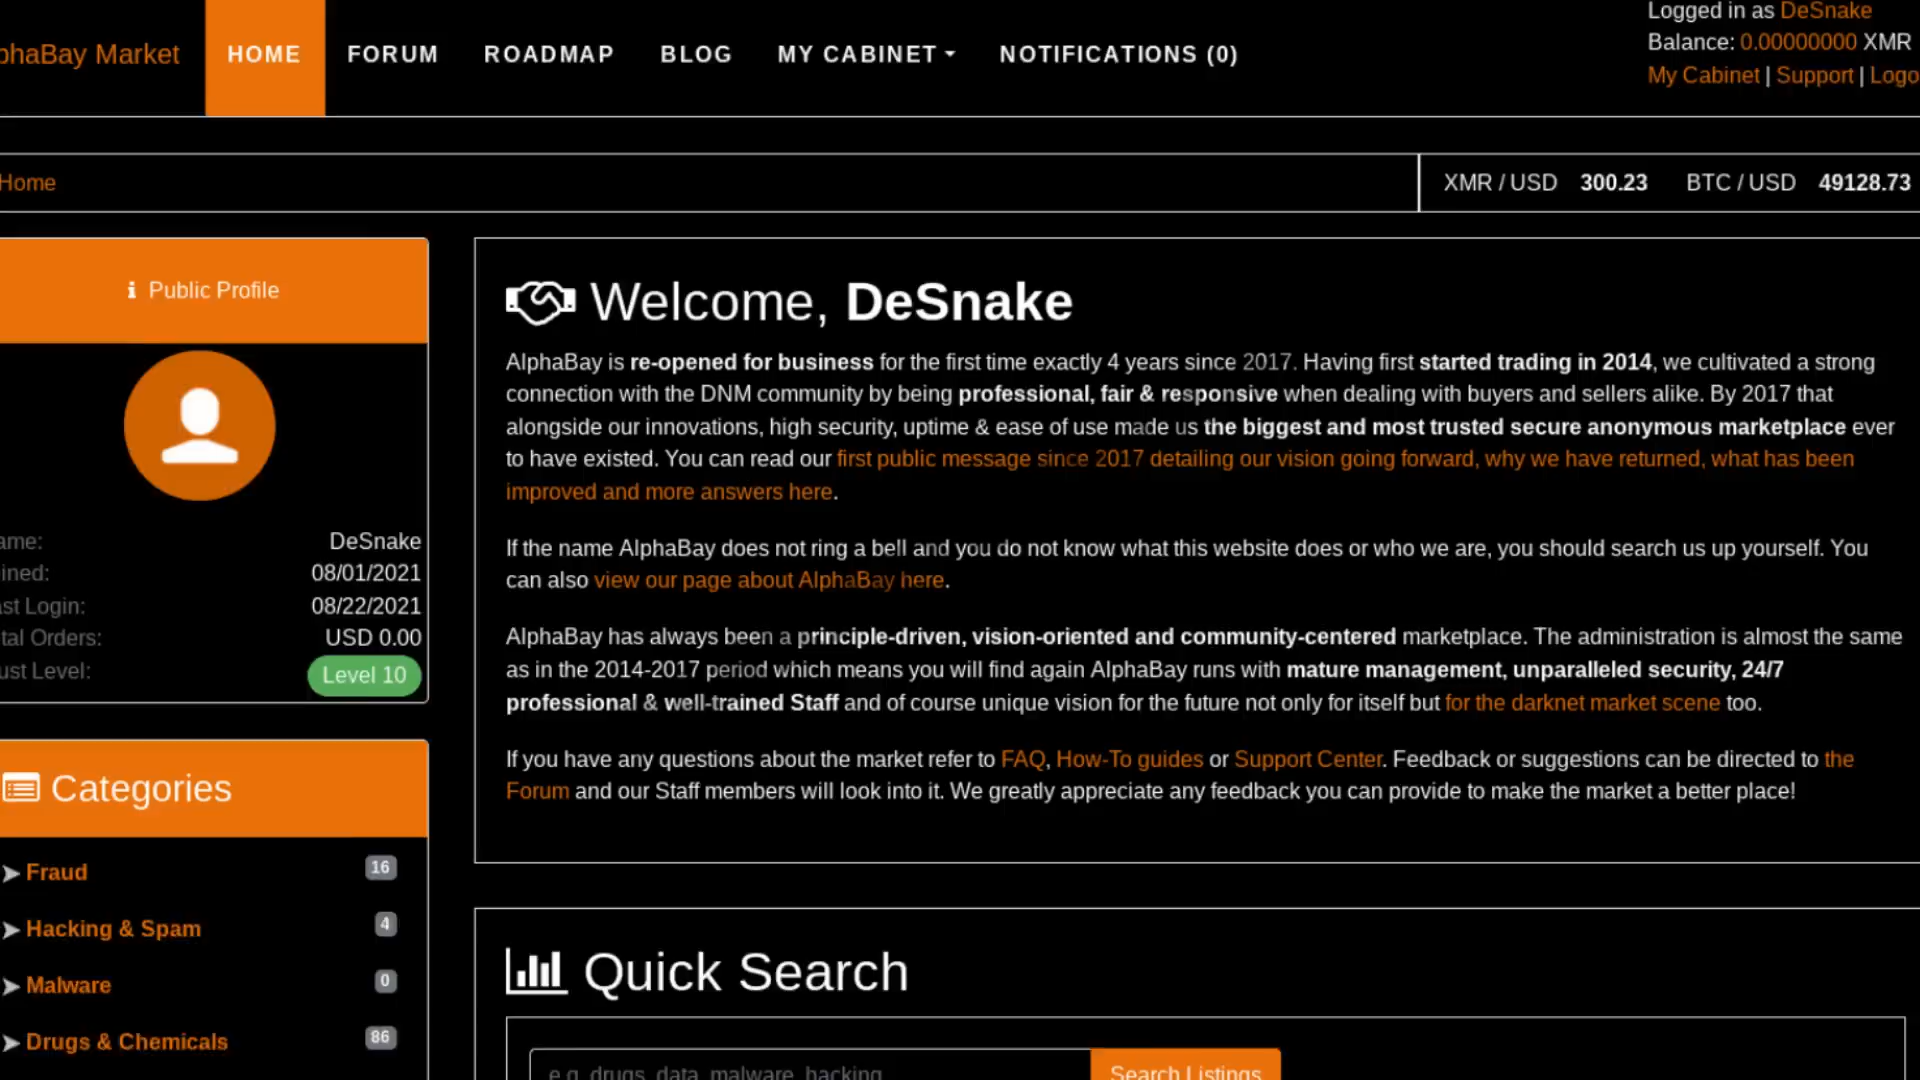 phaBay Market
HOME
FORUM
ROADMAP
BLOG
MY CABINET
NOTIFICATIONS (0)
Logged in as DeSnake
Balance: 0.00000000 XMR
My Cabinet | Support | Logo
Home
XMR / USD 300.23 BTC / USD 49128.73
Public Profile
ame: DeSnake
ined: 08/01/2021
st Login: 08/22/2021
tal Orders: USD 0.00
ust Level: Level 10
Categories
Fraud 16
Hacking & Spam 4
Malware 0
Drugs & Chemicals 86
Welcome, DeSnake
AlphaBay is re-opened for business for the first time exactly 4 years since 2017. Having first started trading in 2014, we cultivated a strong
connection with the DNM community by being professional, fair & responsive when dealing with buyers and sellers alike. By 2017 that
alongside our innovations, high security, uptime & ease of use made us the biggest and most trusted secure anonymous marketplace ever
to have existed. You can read our first public message since 2017 detailing our vision going forward, why we have returned, what has been
improved and more answers here.
If the name AlphaBay does not ring a bell and you do not know what this website does or who we are, you should search us up yourself. You
can also view our page about AlphaBay here.
AlphaBay has always been a principle-driven, vision-oriented and community-centered marketplace. The administration is almost the same
as in the 2014-2017 period which means you will find again AlphaBay runs with mature management, unparalleled security, 24/7
professional & well-trained Staff and of course unique vision for the future not only for itself but for the darknet market scene too.
If you have any questions about the market refer to FAQ, How-To guides or Support Center. Feedback or suggestions can be directed to the
Forum and our Staff members will look into it. We greatly appreciate any feedback you can provide to make the market a better place!
Quick Search
e.g. drugs, data, malware, hacking
Search Listings